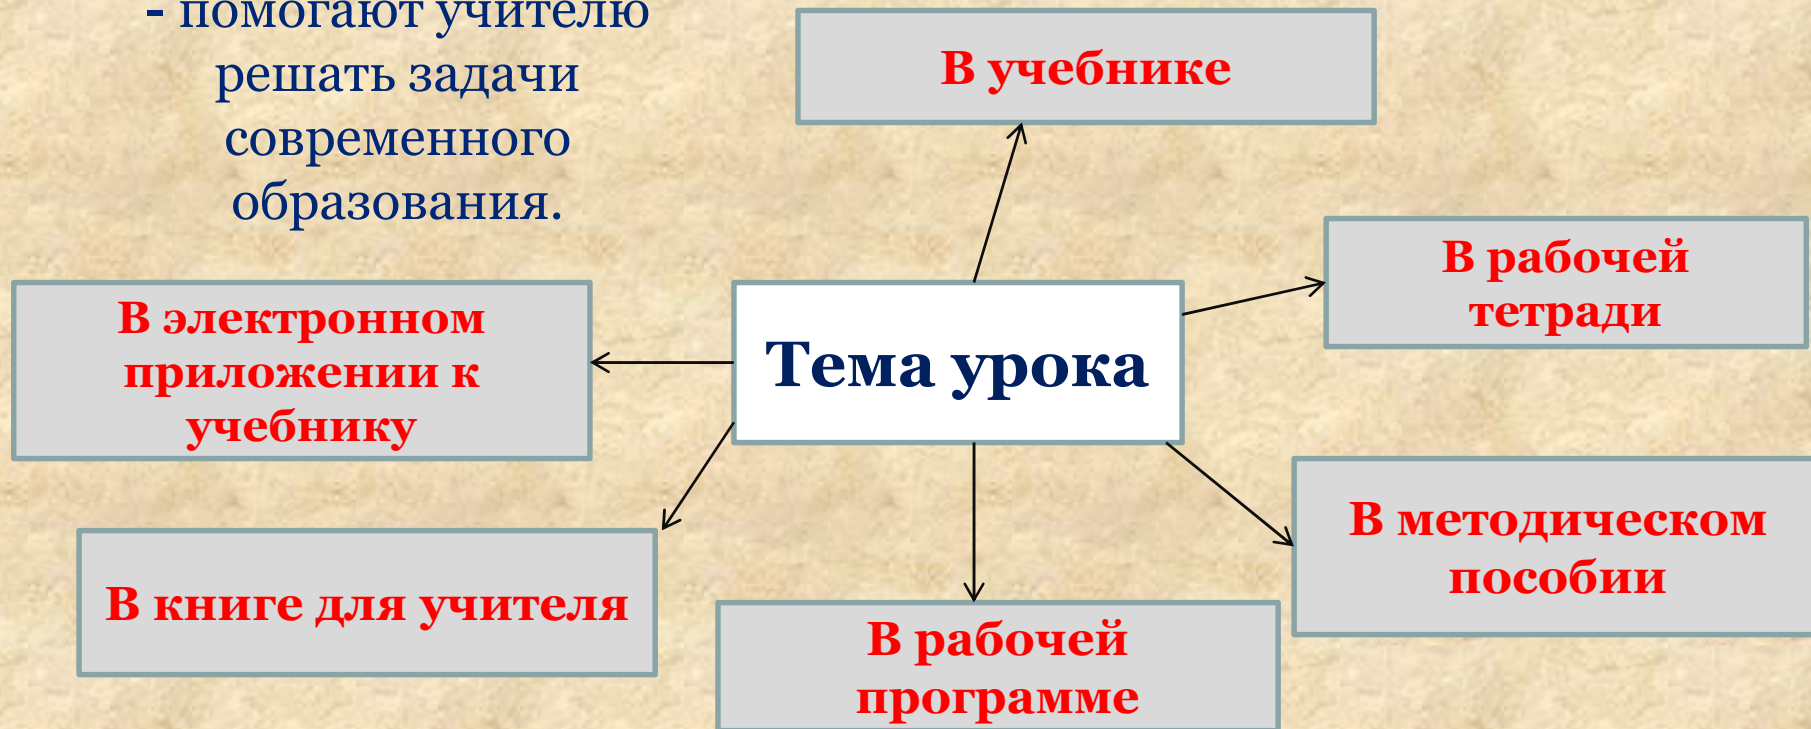 - помогают учителю
решать задачи
современного
образования.
В учебнике
В рабочей
тетради
В электронном
приложении к
учебнику
Тема урока
В методическом
пособии
В книге для учителя
В рабочей
программе